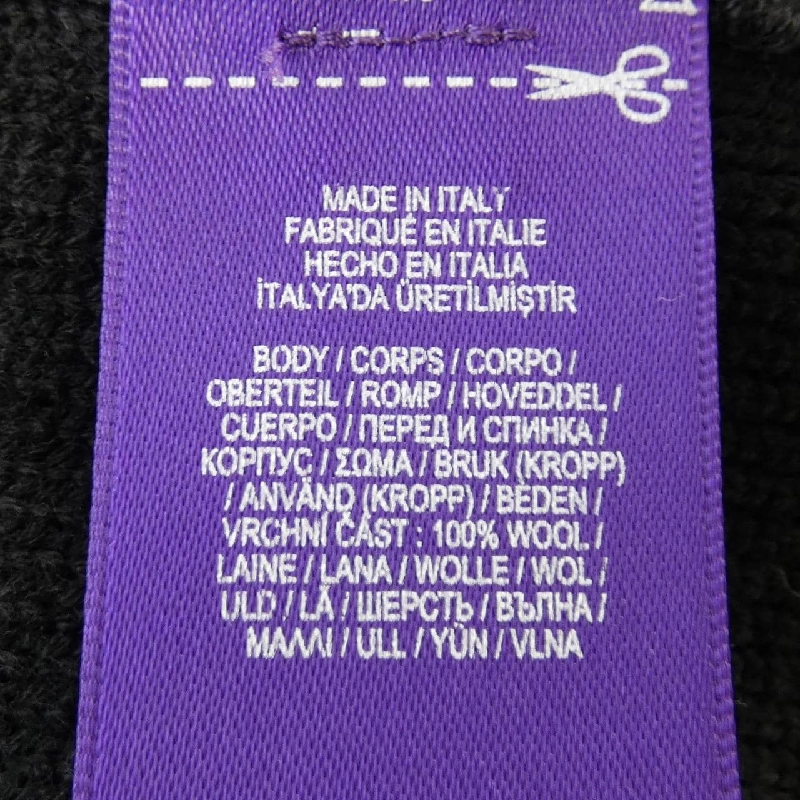 MADE IN ITALY
FABRIQUÉ EN ITALIE
HECHO EN ITALIA
İTALYA'DA ÜRETİLMİŞTİR
BODY / CORPS / CORPO /
OBERTEIL / ROMP / HOVEDDEL /
CUERPO / ПЕРЕД И СПИНКА /
КОРПУС / ΣΩΜΑ / BRUK (KROPP)
/ ANVÄND (KROPP) / BEDEN /
VRCHNÍ ČÁST : 100% WOOL /
LAINE / LANA / WOLLE / WOL /
ULD / LÃ / ШЕРСТЬ / ВЪЛНА /
ΜΑΛΛΙ / ULL / YÜN / VLNA